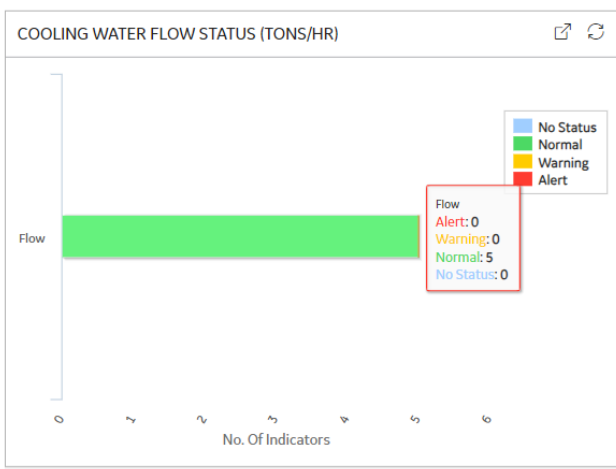 COOLING WATER FLOW STATUS (TONS/HR)
No Status
Normal
Warning
Alert
Flow
Alert: 0
Warning: 0
Normal: 5
No Status: 0
Flow
0
1
2
3
4
5
6
No. Of Indicators